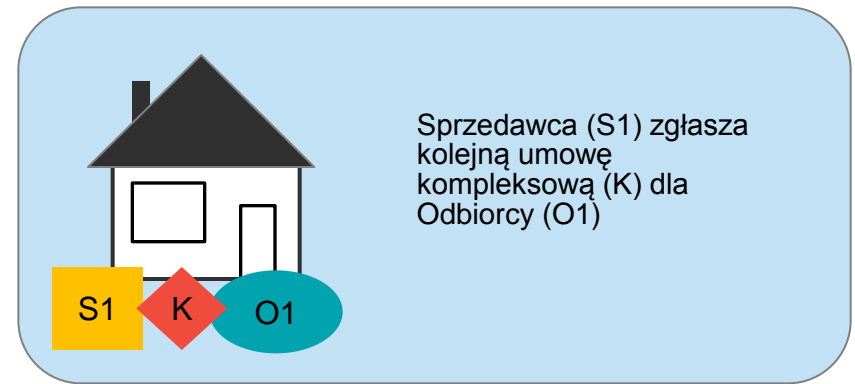 Sprzedawca (S1) zgłasza
kolejną umowę
kompleksową (K) dla
Odbiorcy (O1)
S1 K O1